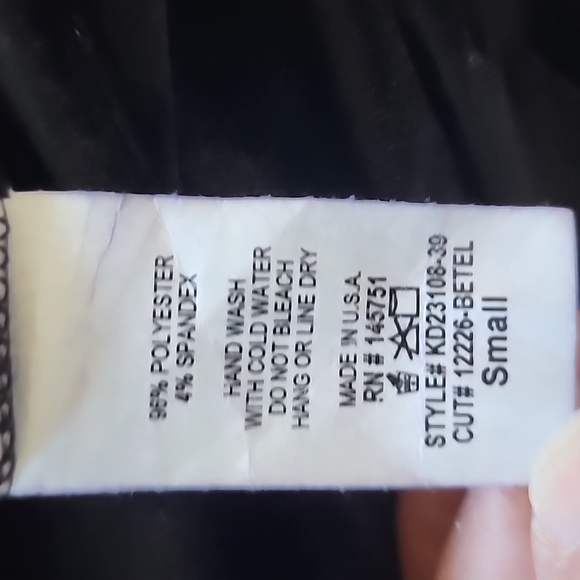 96% POLYESTER
4% SPANDEX
HAND WASH
WITH COLD WATER
DO NOT BLEACH
HANG OR LINE DRY
MADE IN U.S.A.
RN # 145751
STYLE# KD23108-39
CUT# 12226-BETEL
Small